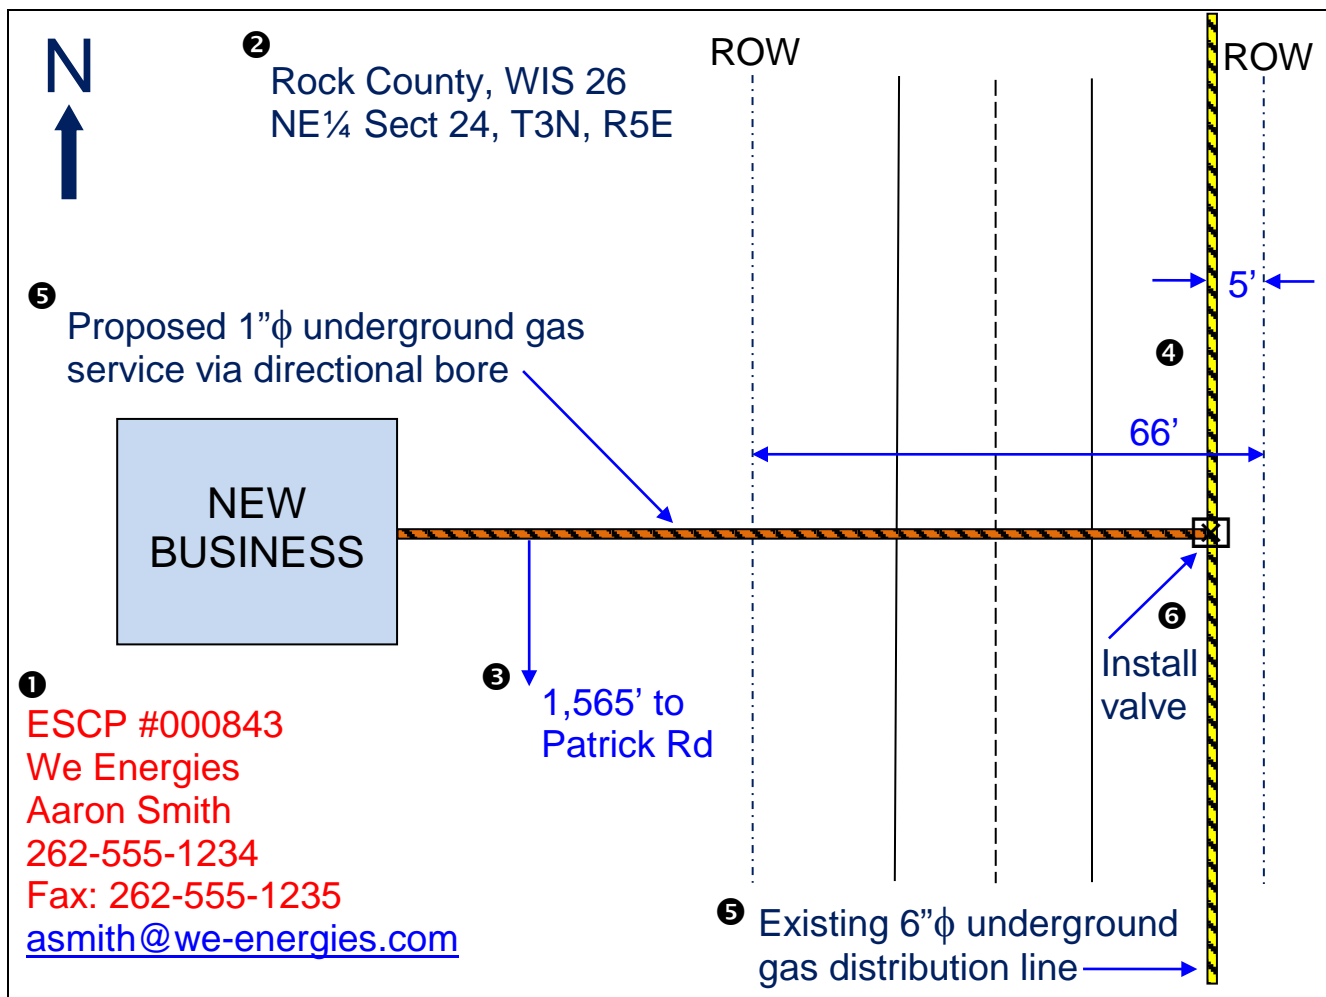 N
❷
Rock County, WIS 26
NE¼ Sect 24, T3N, R5E
ROW
ROW
5’
❹
❺
Proposed 1”ϕ underground gas
service via directional bore
66’
NEW
BUSINESS
❻
Install
valve
❸
1,565’ to
Patrick Rd
❶
ESCP #000843
We Energies
Aaron Smith
262-555-1234
Fax: 262-555-1235
asmith@we-energies.com
❺
Existing 6”ϕ underground
gas distribution line